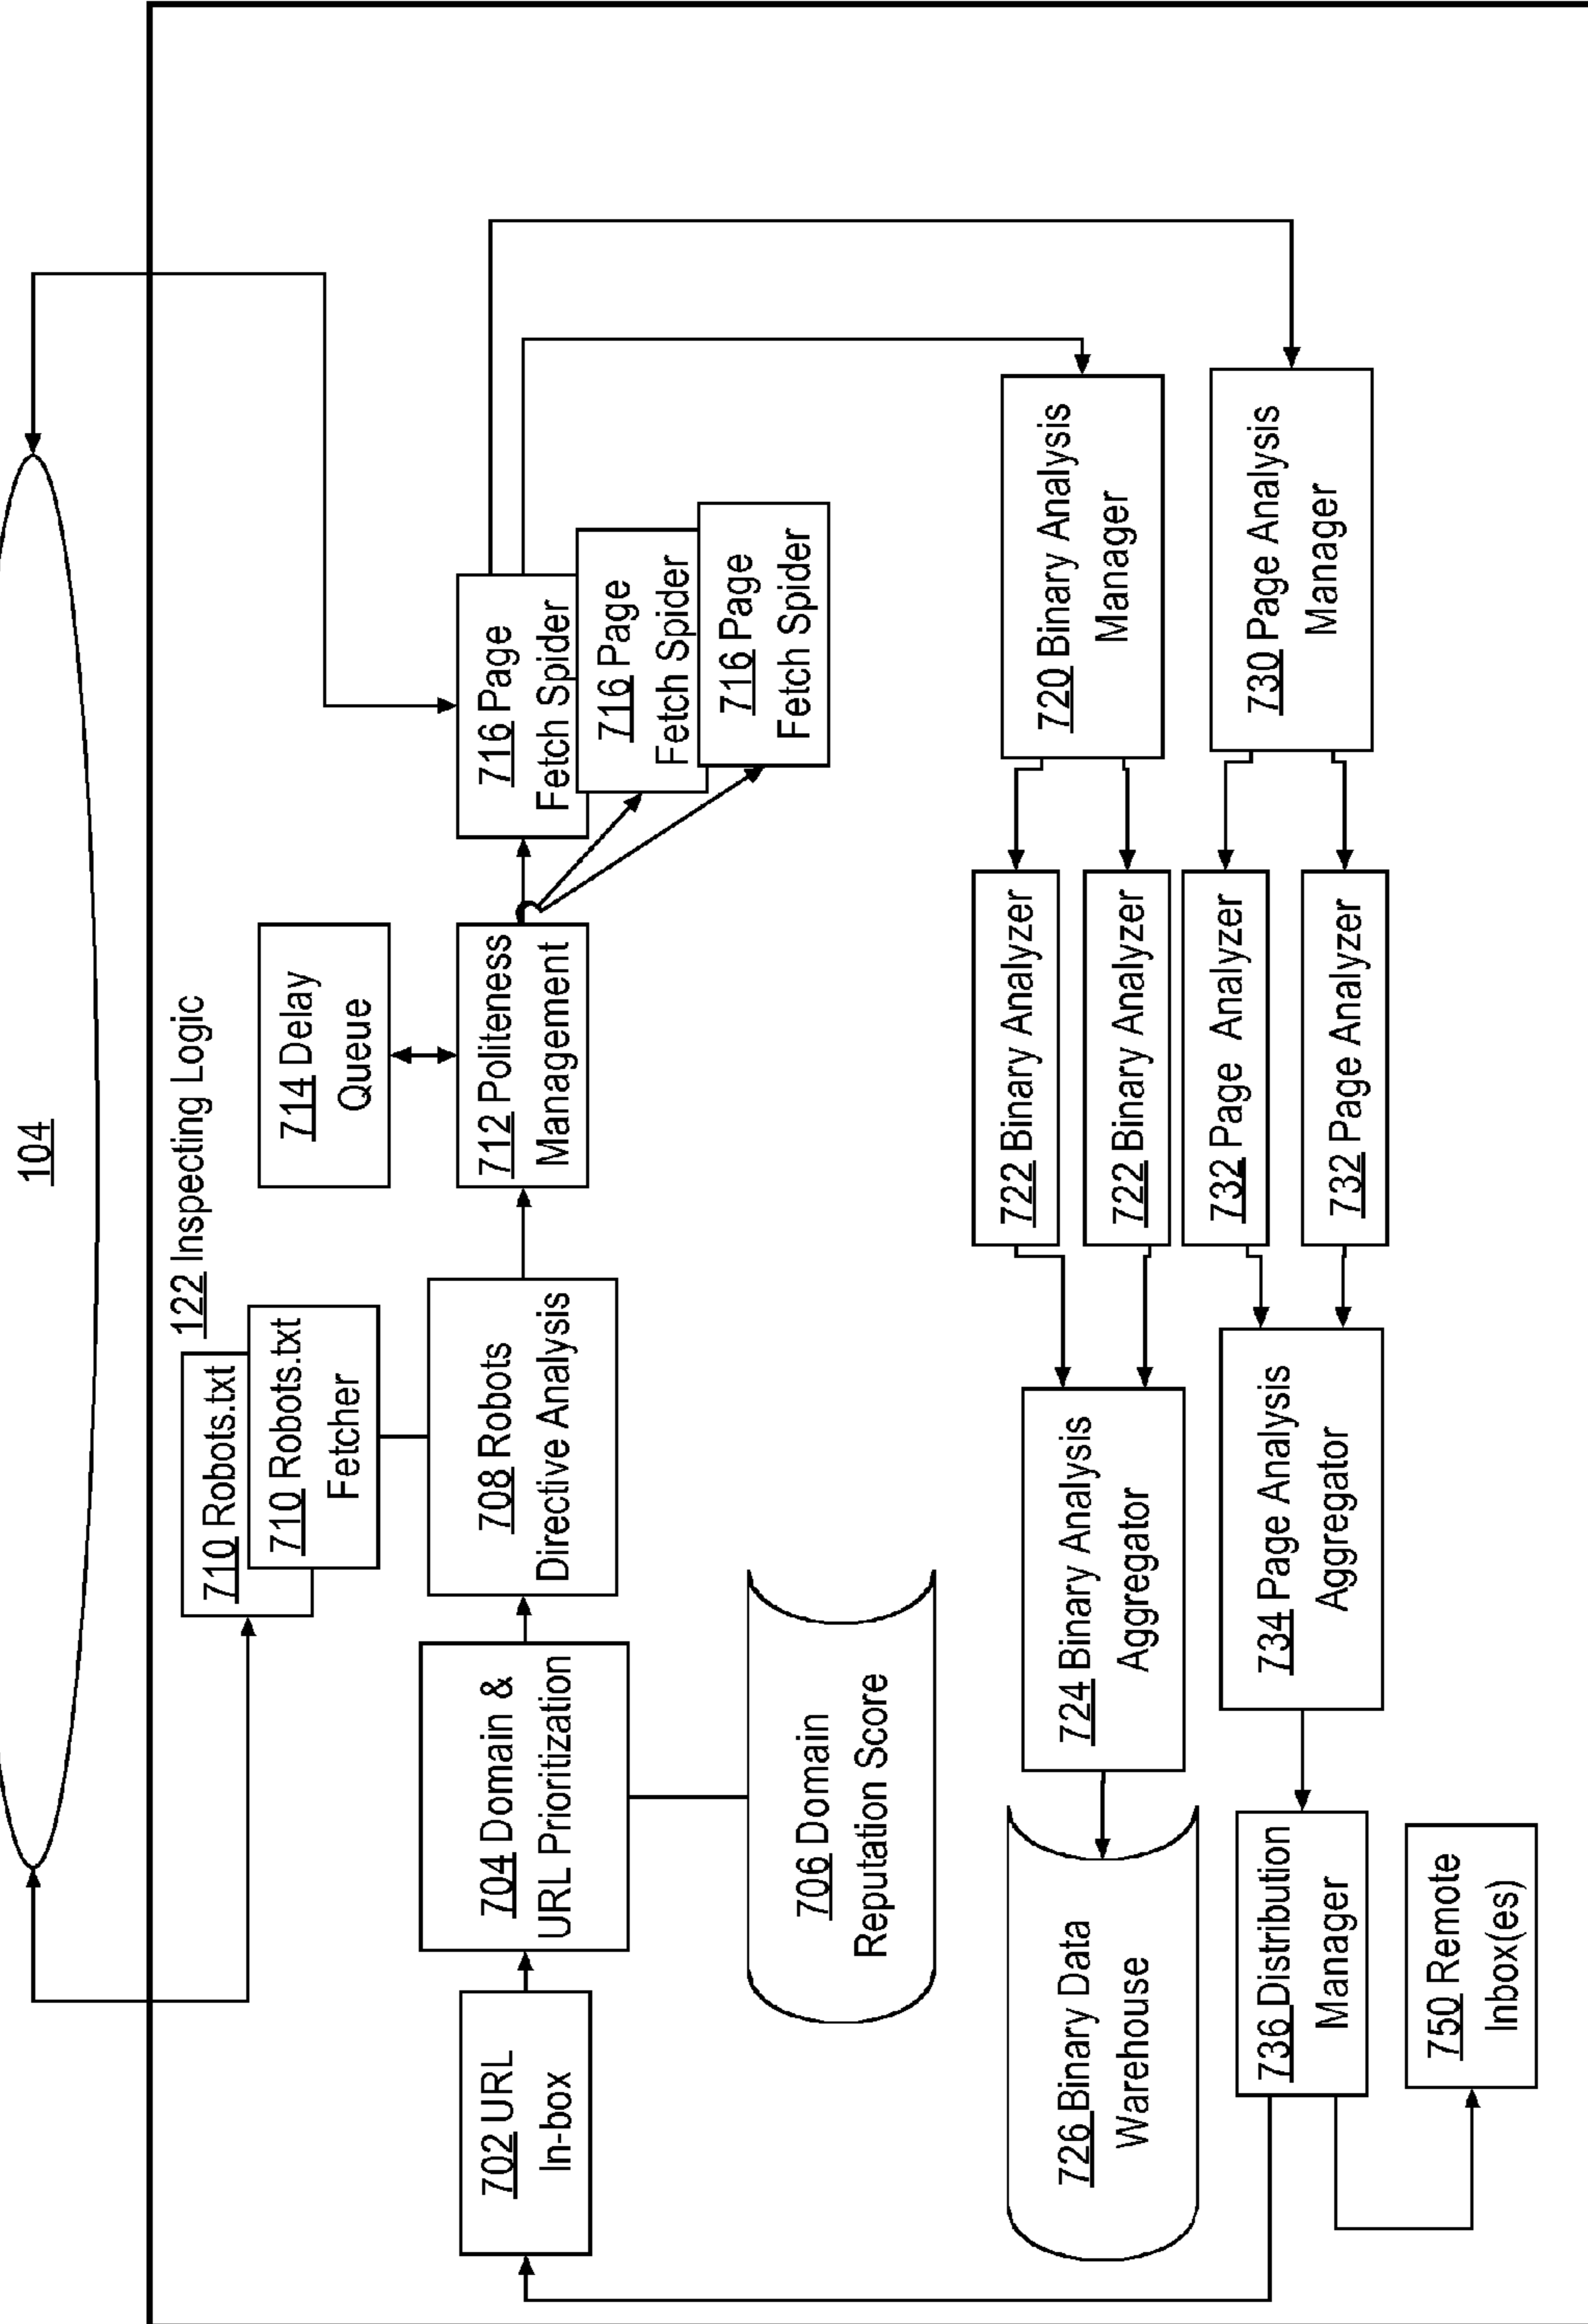 104
122 Inspecting Logic
710 Robots.txt
710 Robots.txt
Fetcher
714 Delay
Queue
702 URL
In-box
704 Domain &
URL Prioritization
708 Robots
Directive Analysis
712 Politeness
Management
716 Page
Fetch Spider
716 Page
Fetch Spider
716 Page
Fetch Spider
706 Domain
Reputation Score
726 Binary Data
Warehouse
724 Binary Analysis
Aggregator
722 Binary Analyzer
722 Binary Analyzer
720 Binary Analysis
Manager
736 Distribution
Manager
734 Page Analysis
Aggregator
732 Page Analyzer
732 Page Analyzer
730 Page Analysis
Manager
750 Remote
Inbox(es)